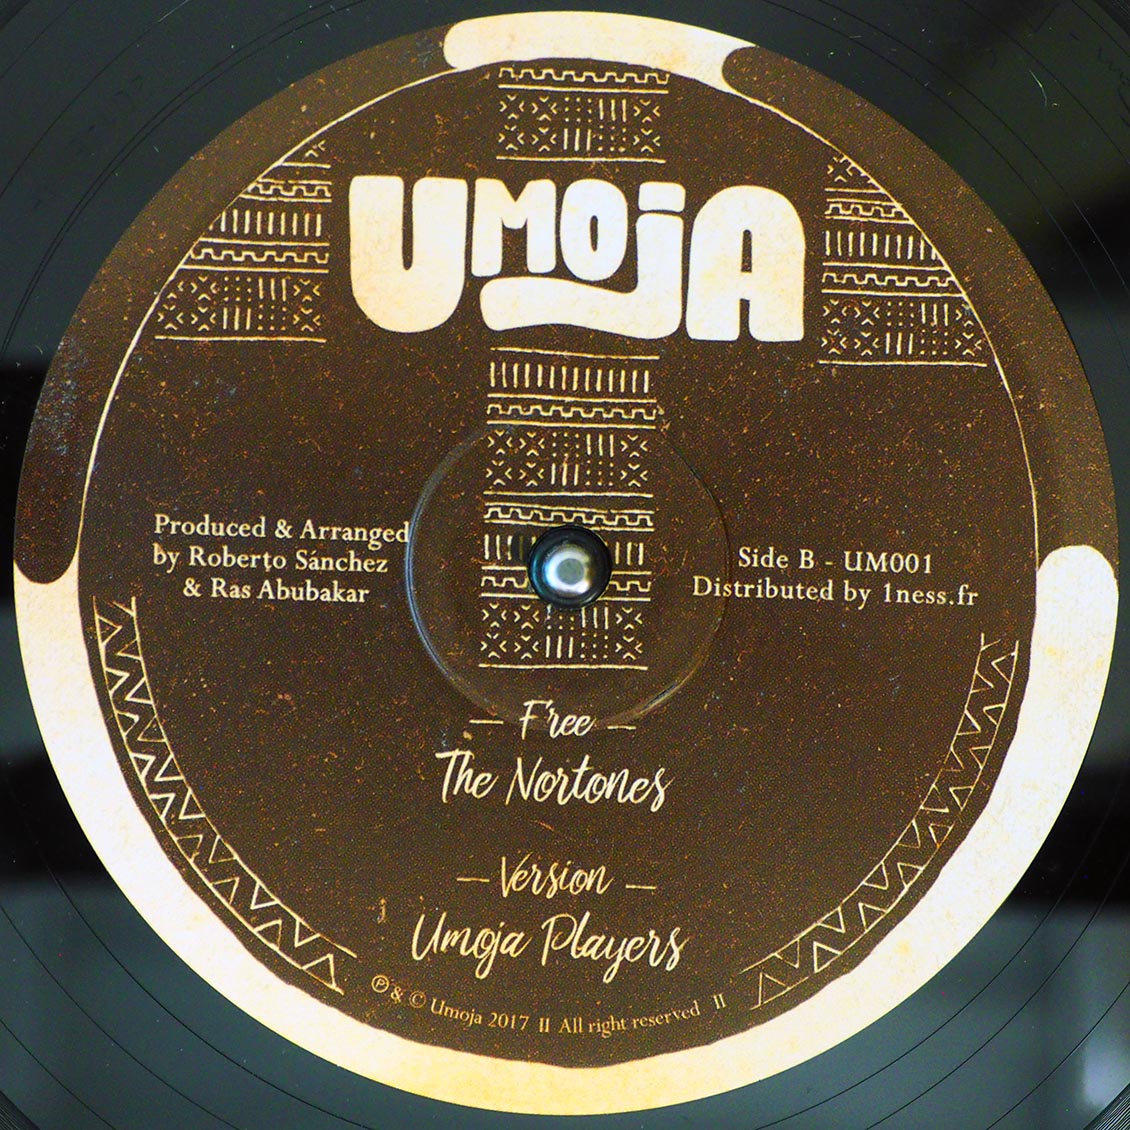 UMOJA
Produced & Arranged
by Roberto Sánchez
& Ras Abubakar
Side B - UM001
Distributed by 1ness.fr
— Free —
The Nortones
— Version —
Umoja Players
℗ & © Umoja 2017 II All right reserved II